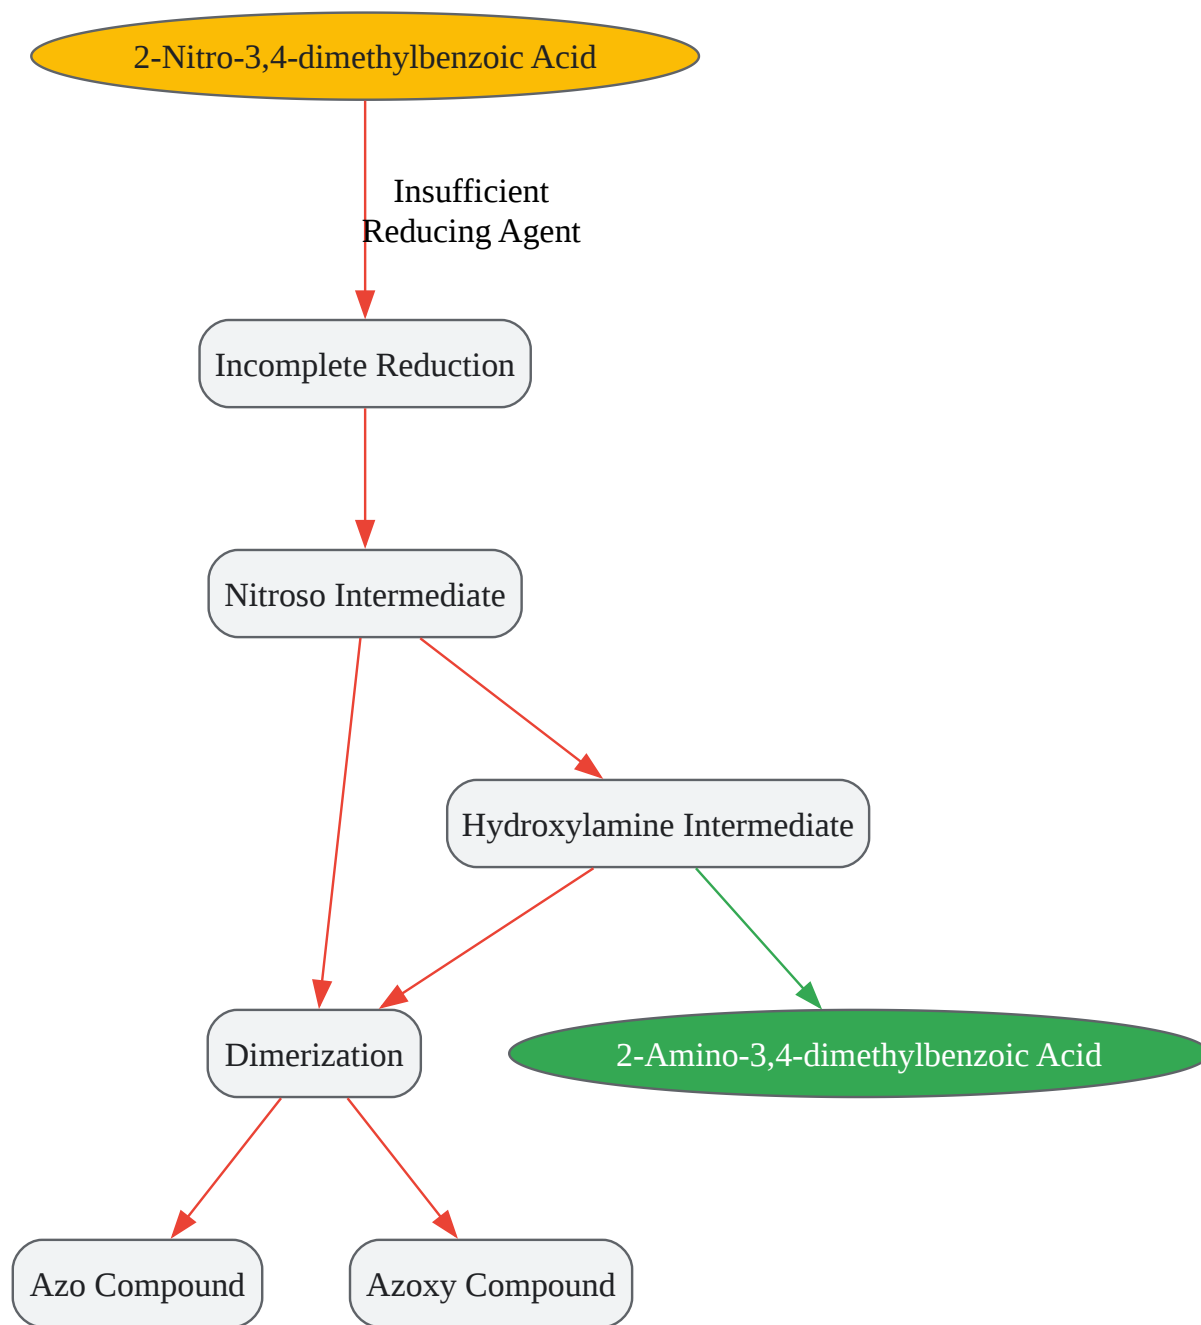 2-Nitro-3,4-dimethylbenzoic Acid
Insufficient
Reducing Agent
Incomplete Reduction
Nitroso Intermediate
Hydroxylamine Intermediate
Dimerization
2-Amino-3,4-dimethylbenzoic Acid
Azo Compound
Azoxy Compound